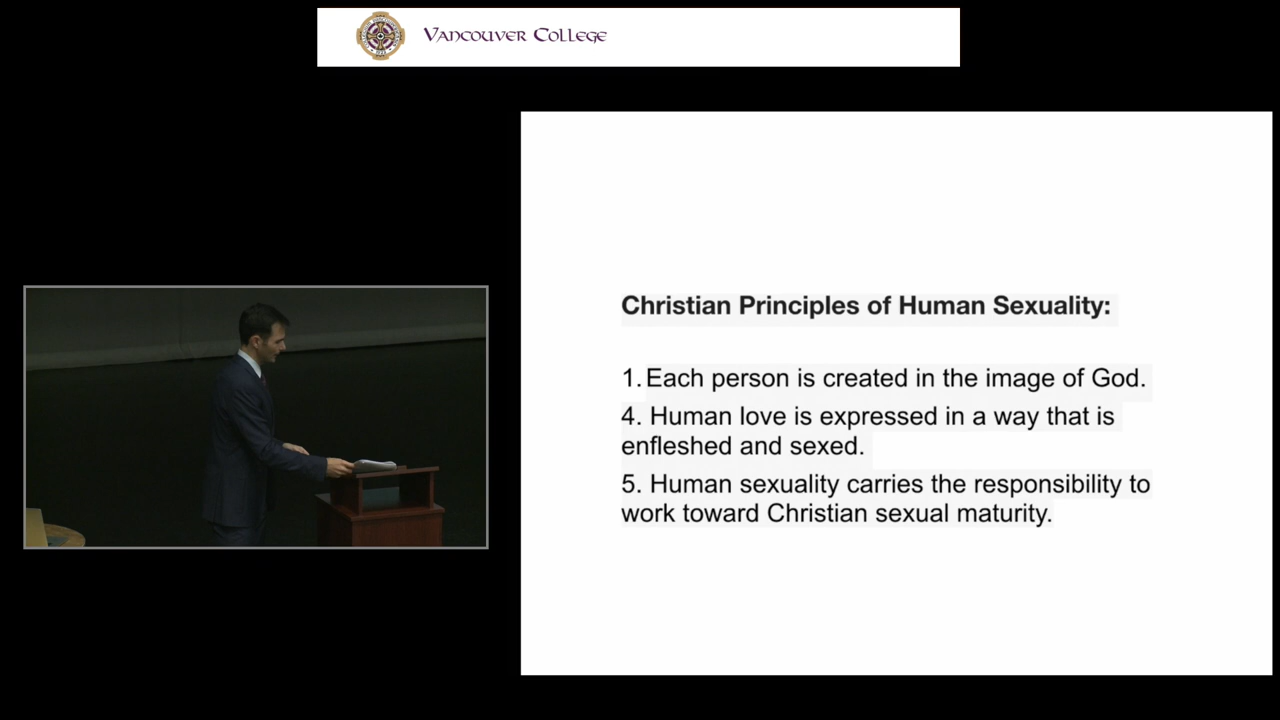 Vancouver College
Christian Principles of Human Sexuality:
1. Each person is created in the image of God.
4. Human love is expressed in a way that is
enfleshed and sexed.
5. Human sexuality carries the responsibility to
work toward Christian sexual maturity.